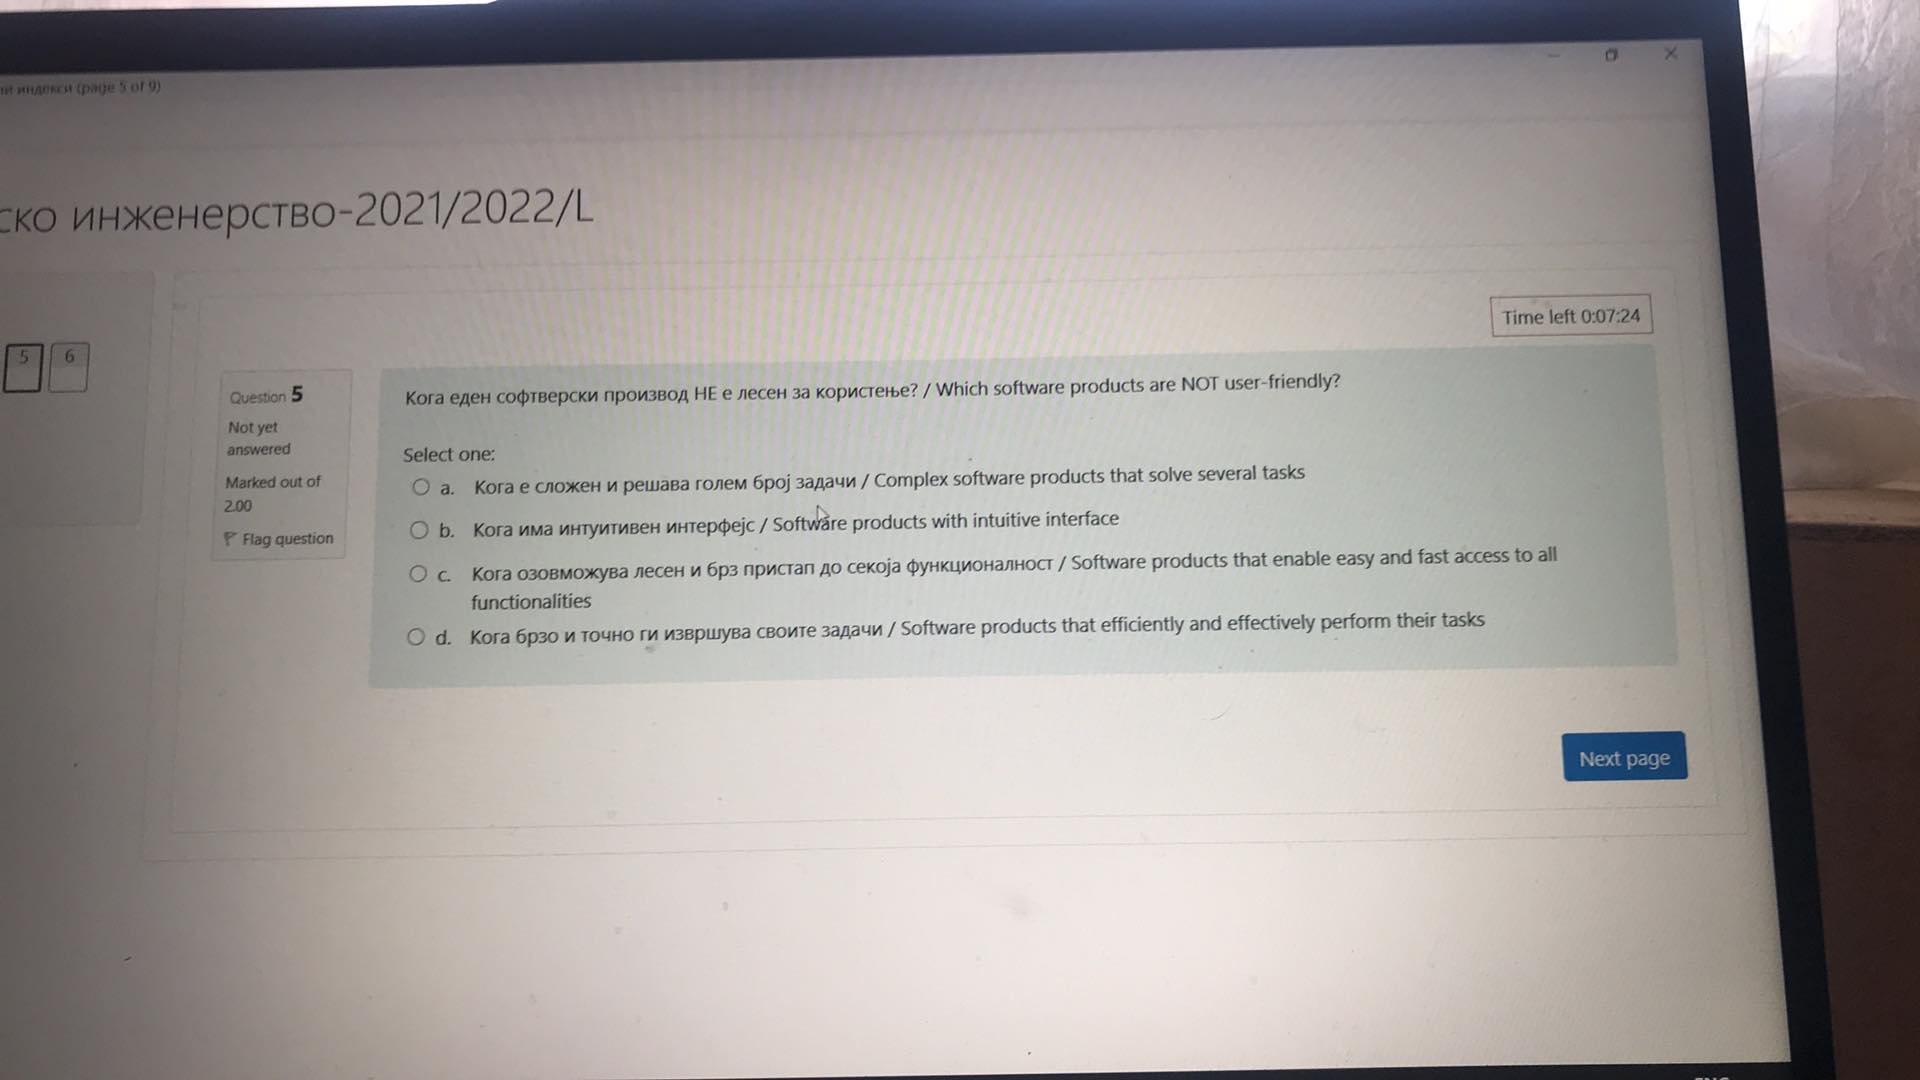 индекси (page 5 of 9)
ско инженерство-2021/2022/L
Time left 0:07:24
5 6
Question 5
Not yet
answered
Marked out of
2.00
Flag question
Кога еден софтверски производ НЕ е лесен за користење? / Which software products are NOT user-friendly?
Select one:
a. Кога е сложен и решава голем број задачи / Complex software products that solve several tasks
b. Кога има интуитивен интерфејс / Software products with intuitive interface
c. Кога озовможува лесен и брз пристап до секоја функционалност / Software products that enable easy and fast access to all
functionalities
d. Кога брзо и точно ги извршува своите задачи / Software products that efficiently and effectively perform their tasks
Next page